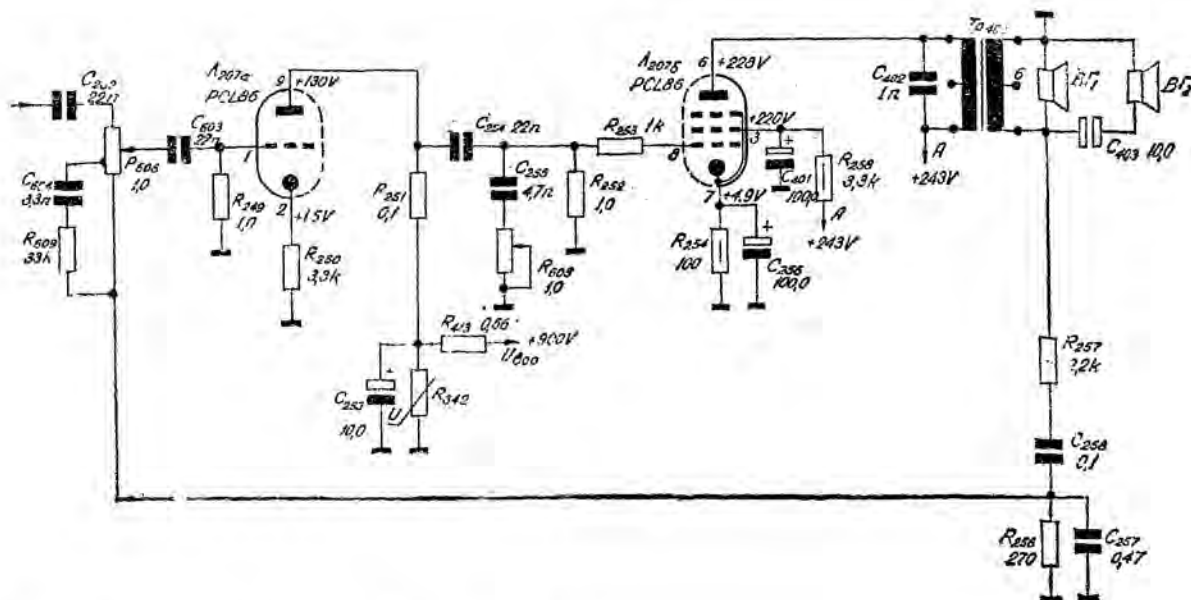 C
22n
P606
1,0
C604
3,3n
R609
33k
C603
22n
1
R249
1,0
Л207а
PCL86
9
+130V
2
+1,5V
R250
3,3k
R251
0,1
C254 22n
C255
4,7n
R609
1,0
R252
1,0
R253 1k
R413 0,56
+900V
U600
C253
10,0
U
R342
Л207б
PCL86
6 +228V
8
+220V
3
7
+4,9V
R254
100
C256
100,0
C401
100,0
R258
3,3k
A
+243V
C402
1n
A
+243V
6
ВГ1
ВГ2
C403 10,0
R257
2,2k
C258
0,1
R256
270
C257
0,47